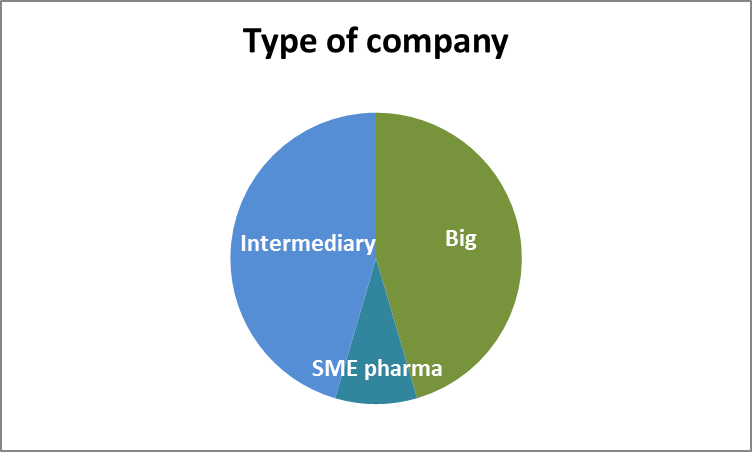 Type of company
Intermediary
Big
SME pharma